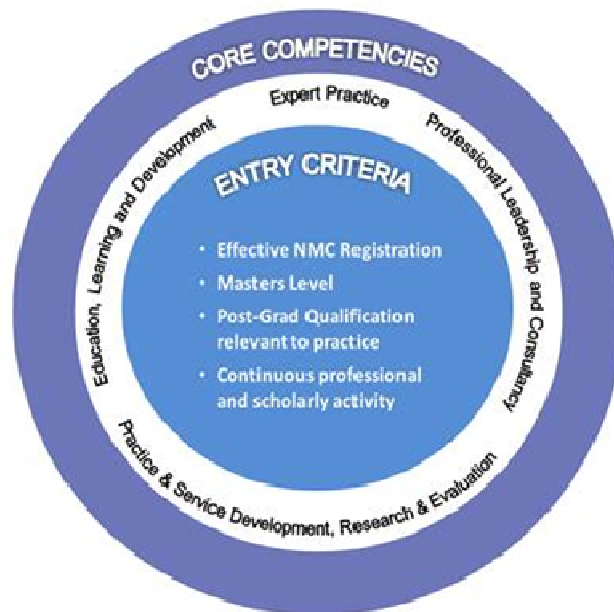 CORE COMPETENCIES
Expert Practice
Professional Leadership and Consultancy
Education, Learning and Development
Practice & Service Development, Research & Evaluation
ENTRY CRITERIA
• Effective NMC Registration
• Masters Level
• Post-Grad Qualification
relevant to practice
• Continuous professional
and scholarly activity